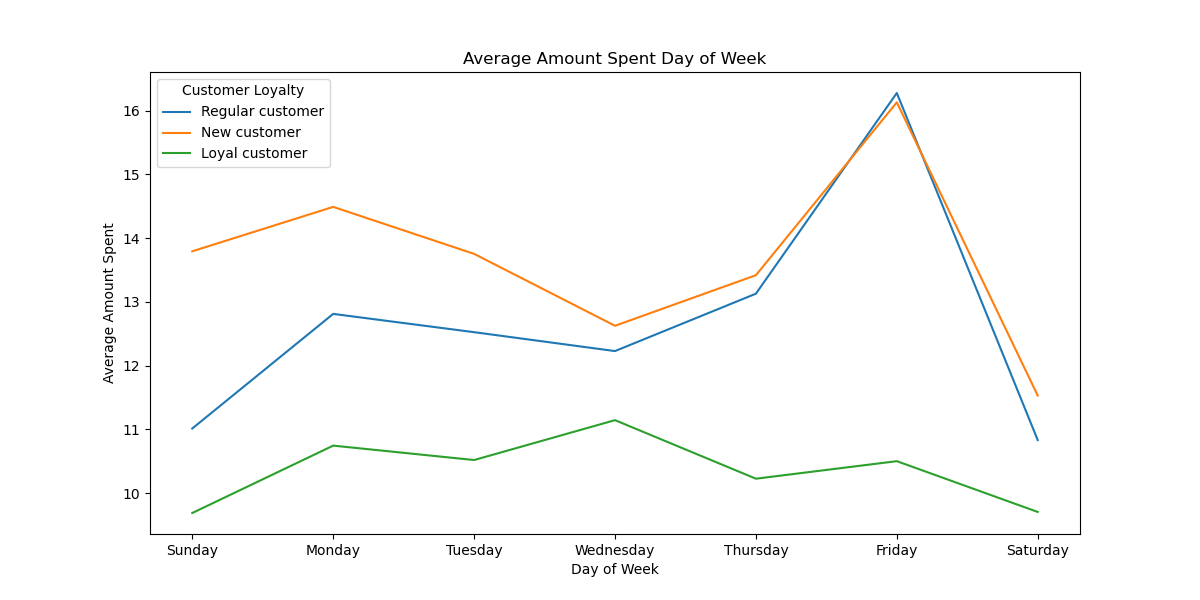 Average Amount Spent Day of Week
Customer Loyalty
Regular customer
New customer
Loyal customer
Average Amount Spent
16
15
14
13
12
11
10
Sunday Monday Tuesday Wednesday Thursday Friday Saturday
Day of Week